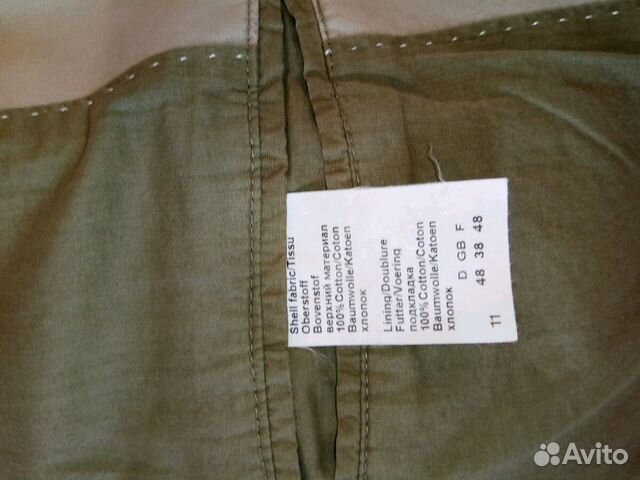 Shell fabric/Tissu
Oberstoff
Bovenstof
верхний материал
100% Cotton/Coton
Baumwolle/Katoen
хлопок
Lining/Doublure
Futter/Voering
подкладка
100% Cotton/Coton
Baumwolle/Katoen
хлопок
D GB F
48 38 48
11
Avito